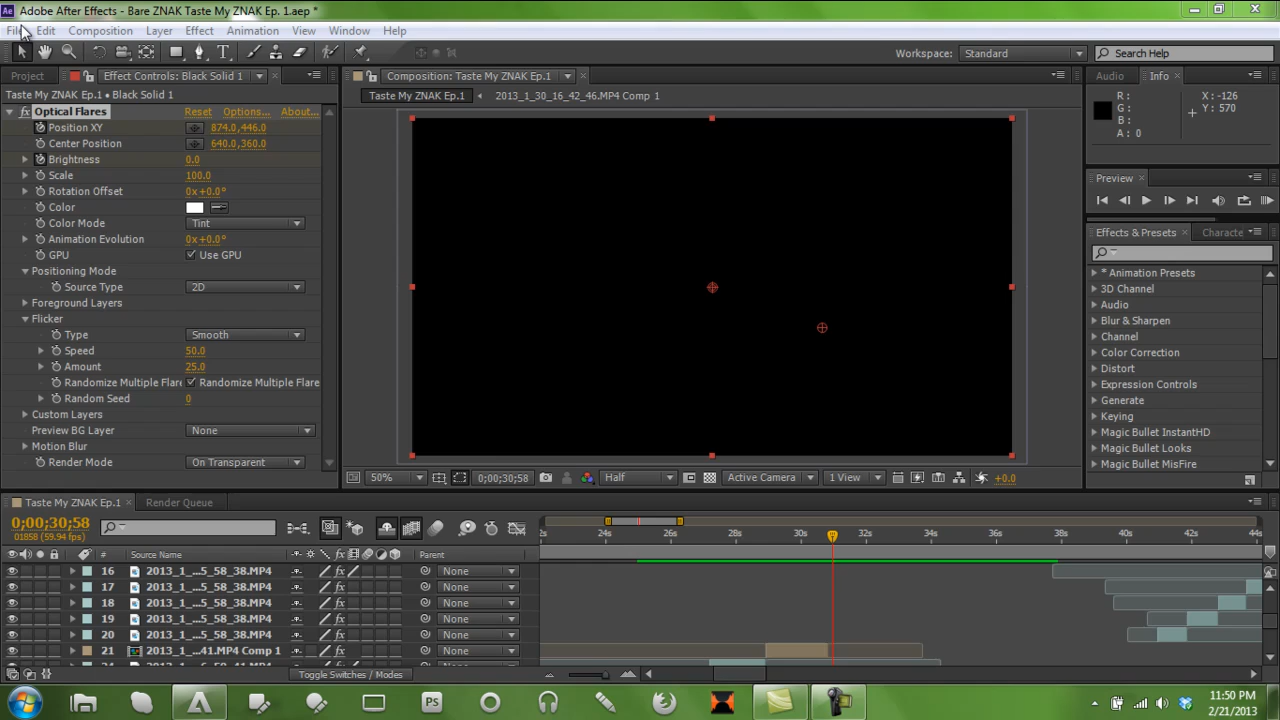 Adobe After Effects - Bare ZNAK Taste My ZNAK Ep. 1.aep *
File Edit Composition Layer Effect Animation View Window Help
Workspace: Standard Search Help
Project Effect Controls: Black Solid 1 Composition: Taste My ZNAK Ep.1 Audio Info
Taste My ZNAK Ep.1 • Black Solid 1 Taste My ZNAK Ep.1 2013_1_30_16_42_46.MP4 Comp 1
R : X : -126
G : Y : 570
B :
A : 0
fx Optical Flares Reset Options... About...
Position XY 874.0,446.0
Center Position 640.0,360.0
Brightness 0.0
Scale 100.0
Rotation Offset 0x+0.0°
Color
Color Mode Tint
Animation Evolution 0x+0.0°
GPU Use GPU
Positioning Mode
Source Type 2D
Foreground Layers
Flicker
Type Smooth
Speed 50.0
Amount 25.0
Randomize Multiple Flare Randomize Multiple Flare
Random Seed 0
Custom Layers
Preview BG Layer None
Motion Blur
Render Mode On Transparent
Preview
Effects & Presets Characte
* Animation Presets
3D Channel
Audio
Blur & Sharpen
Channel
Color Correction
Distort
Expression Controls
Generate
Keying
Magic Bullet InstantHD
Magic Bullet Looks
Magic Bullet MisFire
50% 0;00;30;58 Half Active Camera 1 View +0.0
Taste My ZNAK Ep.1 Render Queue
0;00;30;58
01858 (59.94 fps)
2s 24s 26s 28s 30s 32s 34s 36s 38s 40s 42s 44s
# Source Name fx Parent
16 2013_1_...5_58_38.MP4 fx None
17 2013_1_...5_58_38.MP4 fx None
18 2013_1_...5_58_38.MP4 fx None
19 2013_1_...5_58_38.MP4 fx None
20 2013_1_...5_58_38.MP4 fx None
21 2013_1_...41.MP4 Comp 1 fx None
Toggle Switches / Modes
Ps
11:50 PM
2/21/2013